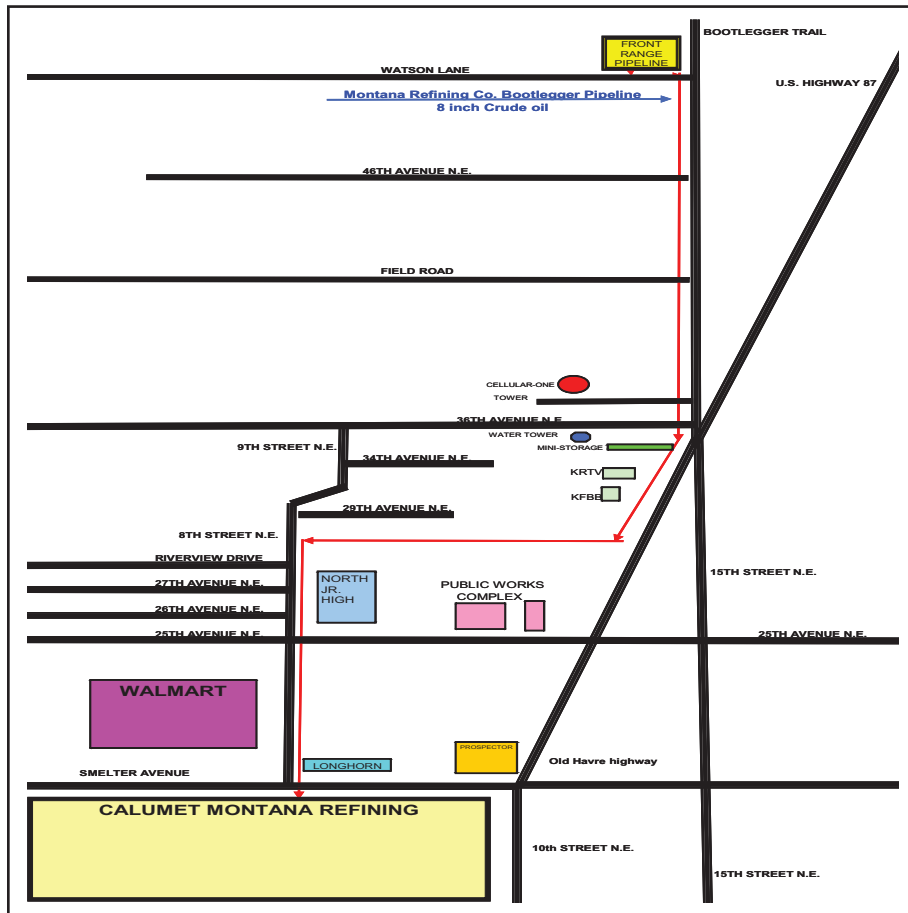 FRONT
RANGE
PIPELINE
BOOTLEGGER TRAIL
WATSON LANE
U.S. HIGHWAY 87
Montana Refining Co. Bootlegger Pipeline
8 inch Crude oil
46TH AVENUE N.E.
FIELD ROAD
CELLULAR-ONE
TOWER
36TH AVENUE N.E
WATER TOWER
9TH STREET N.E.
MINI-STORAGE
34TH AVENUE N.E.
KRTV
KFBB
29TH AVENUE N.E.
8TH STREET N.E.
RIVERVIEW DRIVE
NORTH
JR.
HIGH
PUBLIC WORKS
COMPLEX
15TH STREET N.E.
27TH AVENUE N.E.
26TH AVENUE N.E.
25TH AVENUE N.E.
25TH AVENUE N.E.
WALMART
PROSPECTOR
Old Havre highway
LONGHORN
SMELTER AVENUE
CALUMET MONTANA REFINING
10th STREET N.E.
15TH STREET N.E.